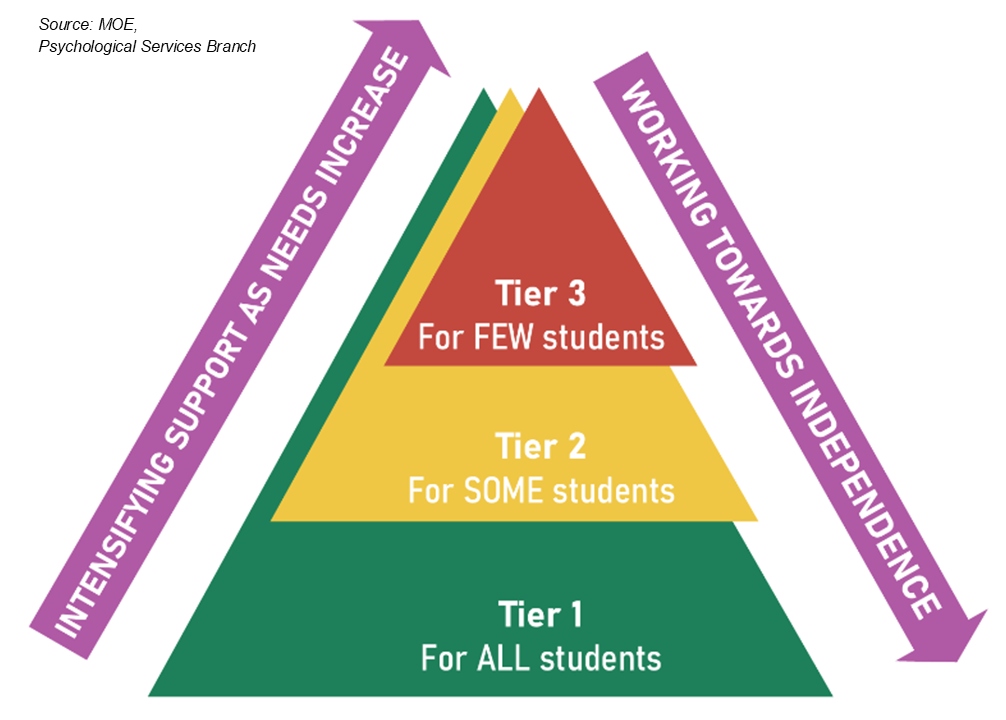 Source: MOE,
Psychological Services Branch
INTENSIFYING SUPPORT AS NEEDS INCREASE
WORKING TOWARDS INDEPENDENCE
Tier 3
For FEW students
Tier 2
For SOME students
Tier 1
For ALL students